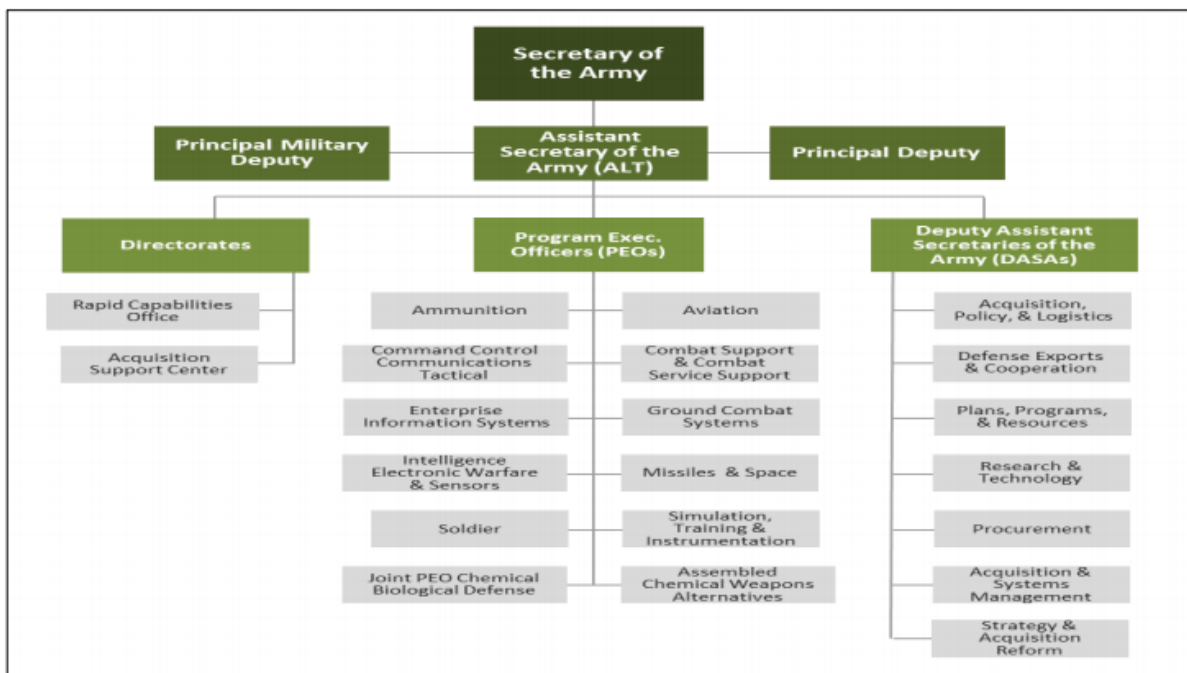 Secretary of
the Army
Principal Military
Deputy
Assistant
Secretary of the
Army (ALT)
Principal Deputy
Directorates
Program Exec.
Officers (PEOs)
Deputy Assistant
Secretaries of the
Army (DASAs)
Rapid Capabilities
Office
Acquisition
Support Center
Ammunition
Aviation
Command Control
Communications
Tactical
Combat Support
& Combat
Service Support
Enterprise
Information Systems
Ground Combat
Systems
Intelligence
Electronic Warfare
& Sensors
Missiles & Space
Soldier
Simulation,
Training &
Instrumentation
Joint PEO Chemical
Biological Defense
Assembled
Chemical Weapons
Alternatives
Acquisition,
Policy, & Logistics
Defense Exports
& Cooperation
Plans, Programs,
& Resources
Research &
Technology
Procurement
Acquisition &
Systems
Management
Strategy &
Acquisition
Reform